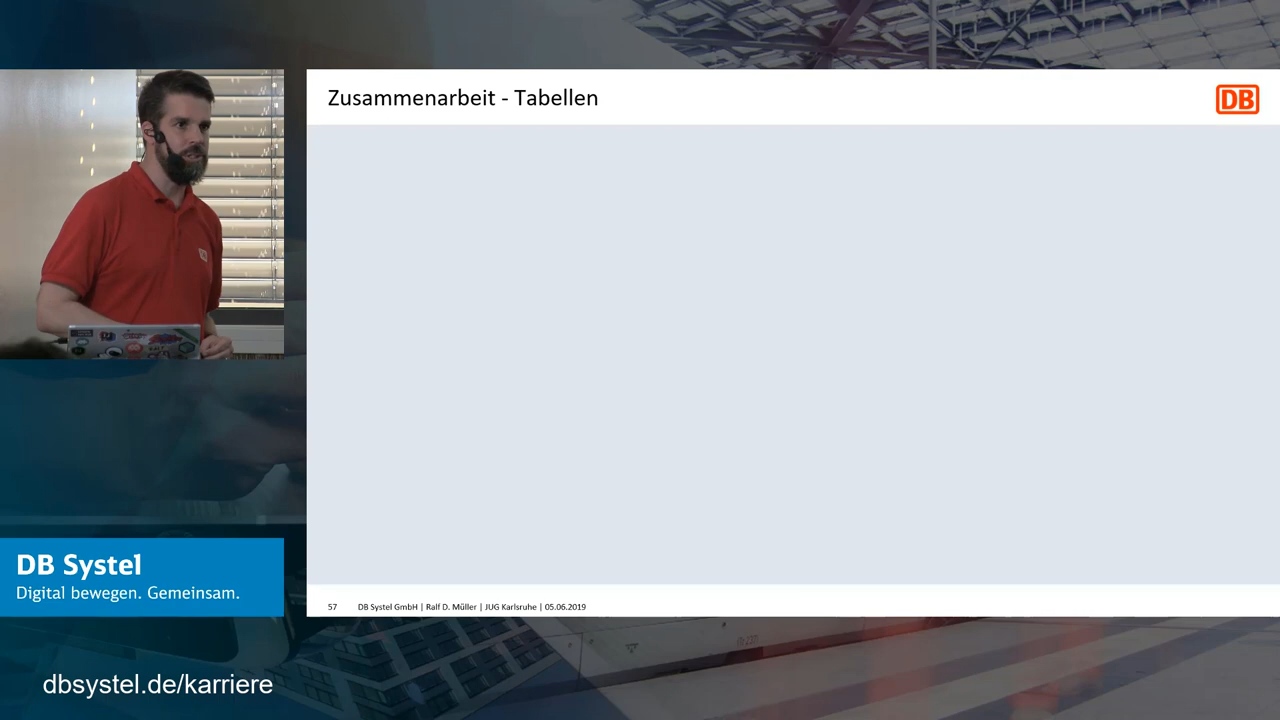 Zusammenarbeit - Tabellen
DB
DB Systel
Digital bewegen. Gemeinsam.
57 DB Systel GmbH | Ralf D. Müller | JUG Karlsruhe | 05.06.2019
dbsystel.de/karriere